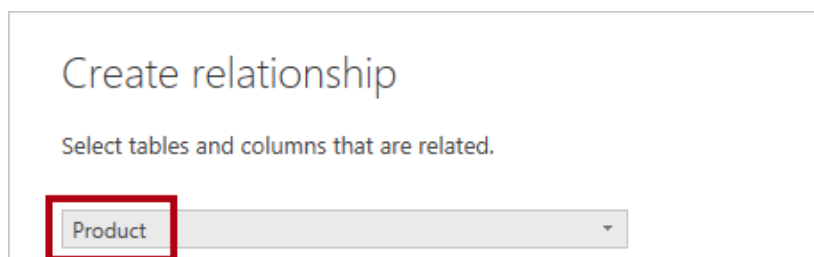 Create relationship
Select tables and columns that are related.
Product